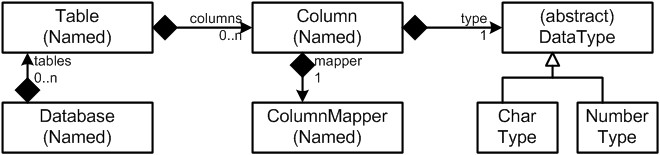 Table
(Named)
columns
0..n
Column
(Named)
type
1
(abstract)
DataType
tables
0..n
mapper
1
Database
(Named)
ColumnMapper
(Named)
Char
Type
Number
Type